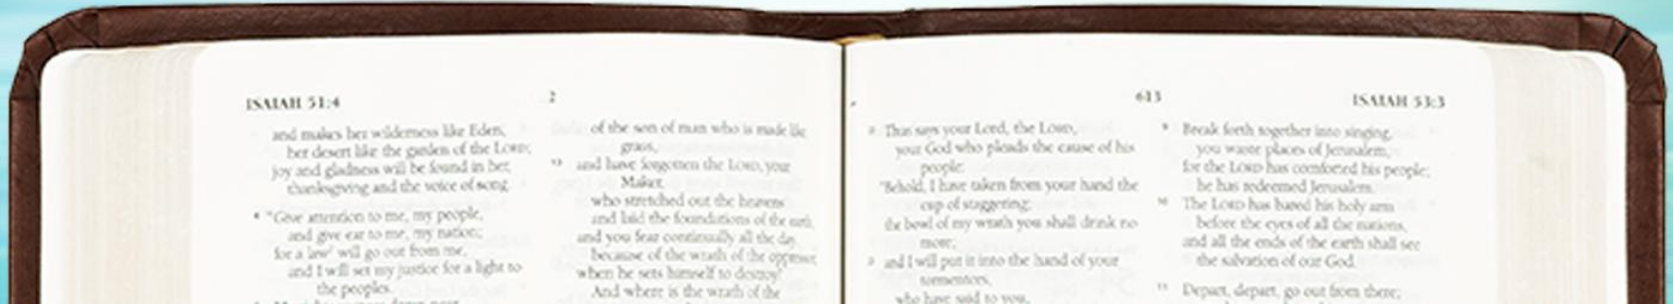 ISAIAH 51:4
and makes her wilderness like Eden,
her desert like the garden of the LORD;
joy and gladness will be found in her,
thanksgiving and the voice of song.
4 "Give attention to me, my people,
and give ear to me, my nation;
for a law will go out from me,
and I will set my justice for a light to
the peoples.
2
of the son of man who is made like
grass,
13 and have forgotten the LORD, your
Maker,
who stretched out the heavens
and laid the foundations of the earth,
and you fear continually all the day
because of the wrath of the oppressor,
when he sets himself to destroy?
And where is the wrath of the
613
ISAIAH 53:3
22 Thus says your Lord, the LORD,
your God who pleads the cause of his
people:
"Behold, I have taken from your hand the
cup of staggering;
the bowl of my wrath you shall drink no
more;
23 and I will put it into the hand of your
tormentors,
who have said to you,
9 Break forth together into singing,
you waste places of Jerusalem,
for the LORD has comforted his people;
he has redeemed Jerusalem.
10 The LORD has bared his holy arm
before the eyes of all the nations,
and all the ends of the earth shall see
the salvation of our God.
11 Depart, depart, go out from there;